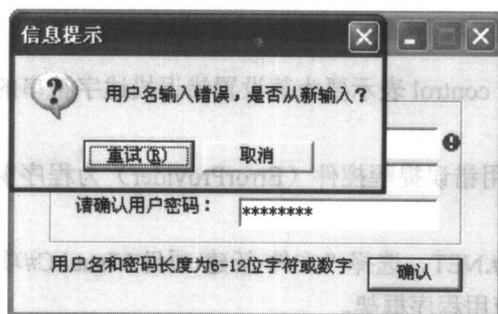 信息提示
用户名输入错误，是否从新输入？
重试(R)
取消
请确认用户密码：
********
用户名和密码长度为6-12位字符或数字
确认